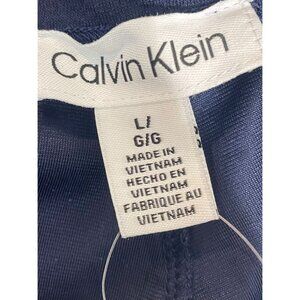 Calvin Klein
L/
G/G
MADE IN
VIETNAM
HECHO EN
VIETNAM
FABRIQUE AU
VIETNAM